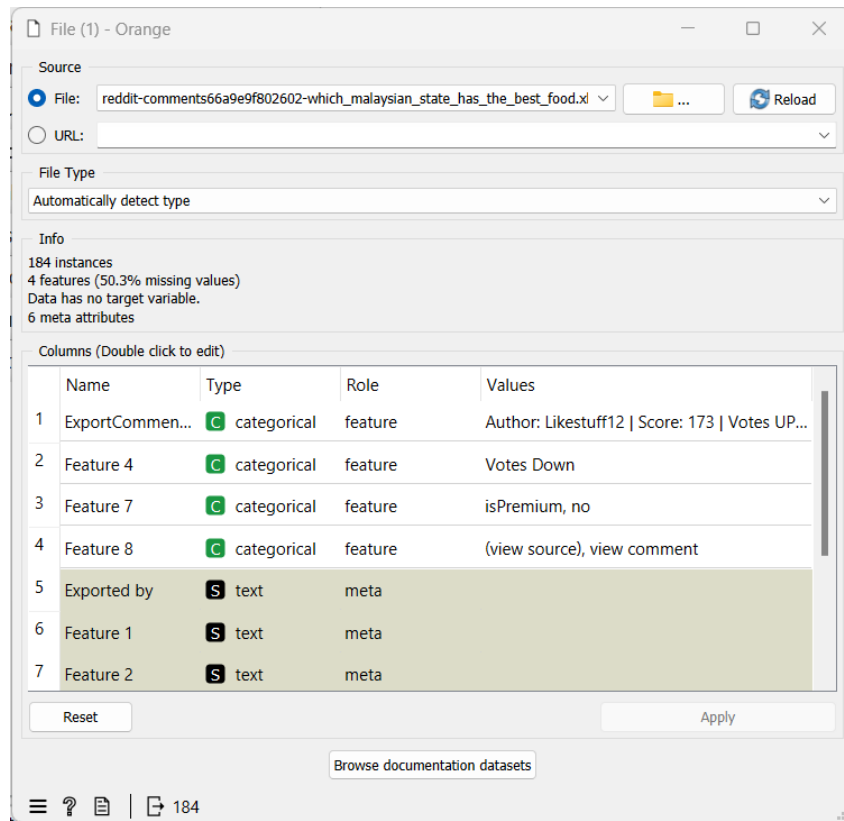 File (1) - Orange
Source
File: reddit-comments66a9e9f802602-which_malaysian_state_has_the_best_food.xl ... Reload
URL:
File Type
Automatically detect type
Info
184 instances
4 features (50.3% missing values)
Data has no target variable.
6 meta attributes
Columns (Double click to edit)
Name Type Role Values
1 ExportCommen... C categorical feature Author: Likestuff12 | Score: 173 | Votes UP...
2 Feature 4 C categorical feature Votes Down
3 Feature 7 C categorical feature isPremium, no
4 Feature 8 C categorical feature (view source), view comment
5 Exported by S text meta
6 Feature 1 S text meta
7 Feature 2 S text meta
Reset Apply
Browse documentation datasets
? 184